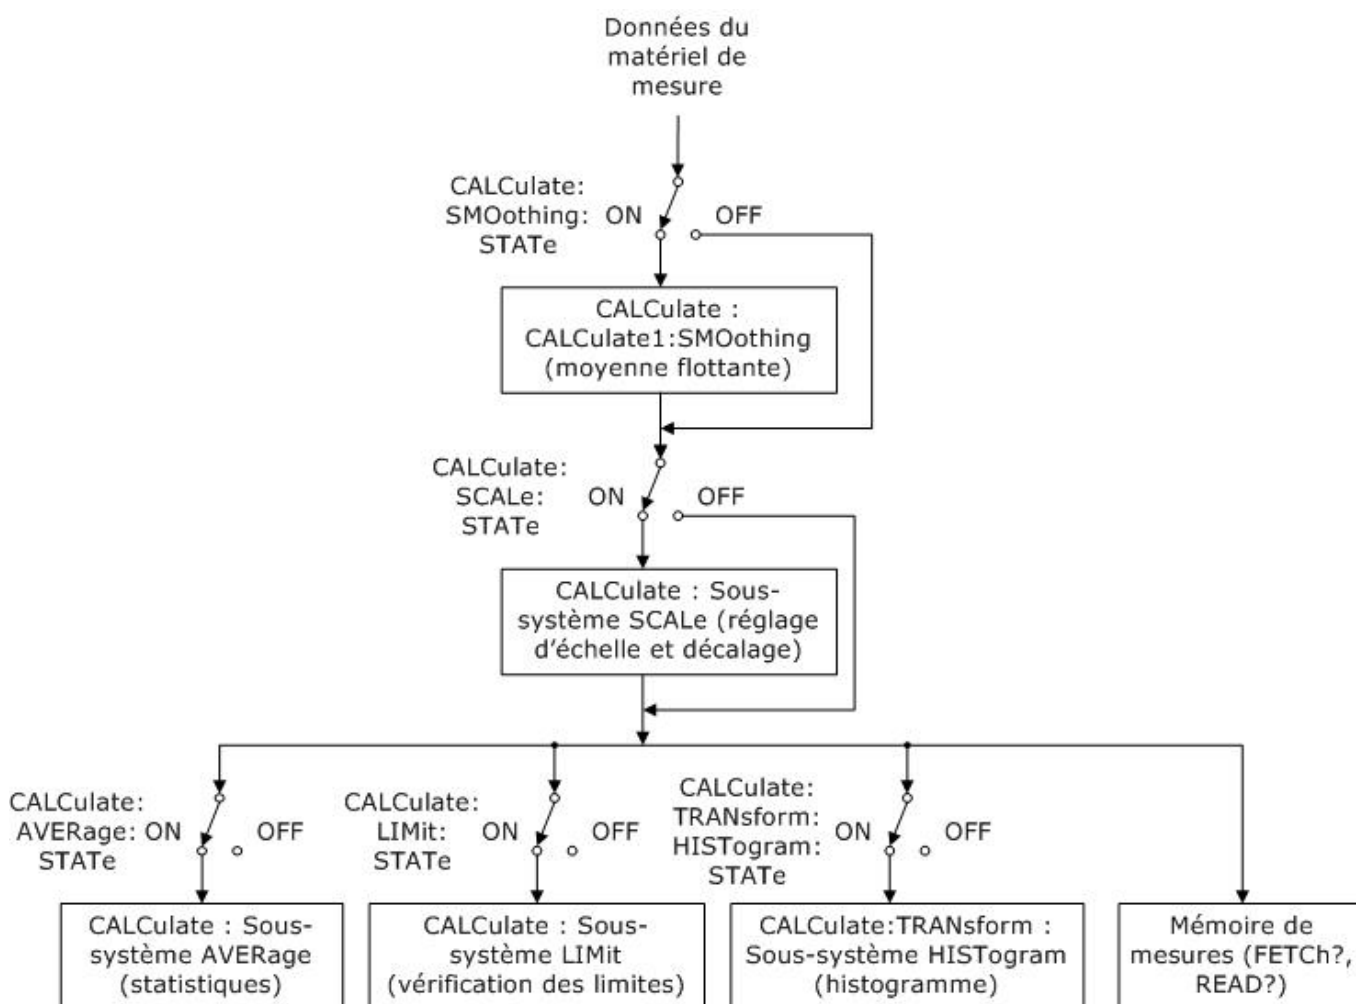 Données du
matériel de
mesure
CALCulate:
SMOothing: ON OFF
STATe
CALCulate :
CALCulate1:SMOothing
(moyenne flottante)
CALCulate:
SCALe: ON OFF
STATe
CALCulate : Sous-
système SCALe (réglage
d'échelle et décalage)
CALCulate:
AVERage: ON OFF
STATe
CALCulate:
LIMit: ON OFF
STATe
CALCulate:
TRANsform:
HISTogram: ON OFF
STATe
CALCulate : Sous-
système AVERage
(statistiques)
CALCulate : Sous-
système LIMit
(vérification des limites)
CALCulate:TRANsform :
Sous-système HISTogram
(histogramme)
Mémoire de
mesures (FETCh?,
READ?)